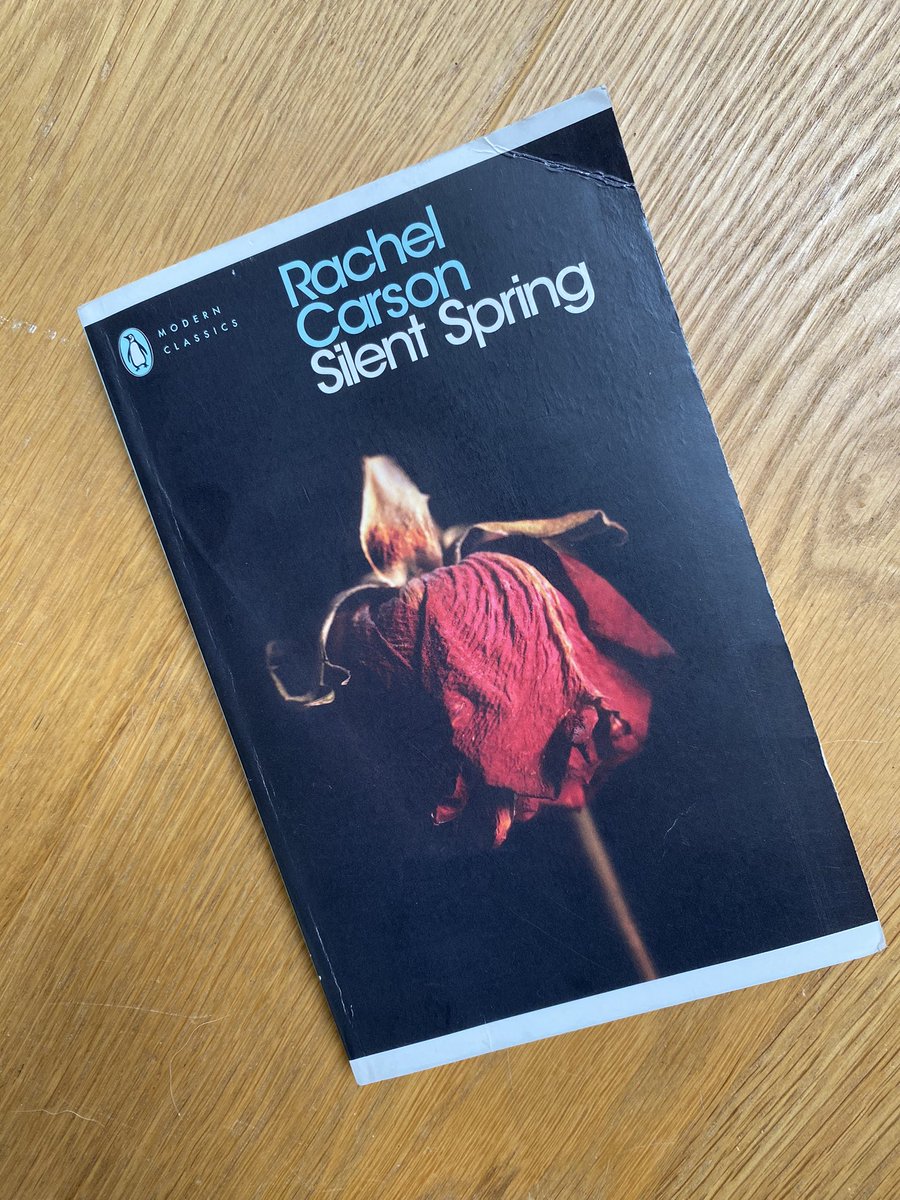 MODERN
CLASSICS
Rachel
Carson
Silent Spring